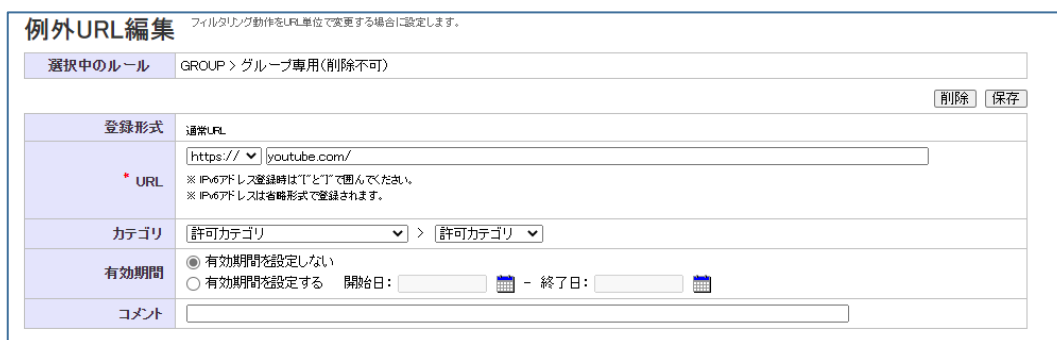 例外URL編集 フィルタリング動作をURL単位で変更する場合に設定します。
選択中のルール GROUP > グループ専用(削除不可)
削除 保存
登録形式 通常URL
* URL https:// youtube.com/
※ IPv6アドレス登録時は"["と"]"で囲んでください。
※ IPv6アドレスは省略形式で登録されます。
カテゴリ 許可カテゴリ > 許可カテゴリ
有効期間 有効期間を設定しない
有効期間を設定する 開始日: - 終了日:
コメント